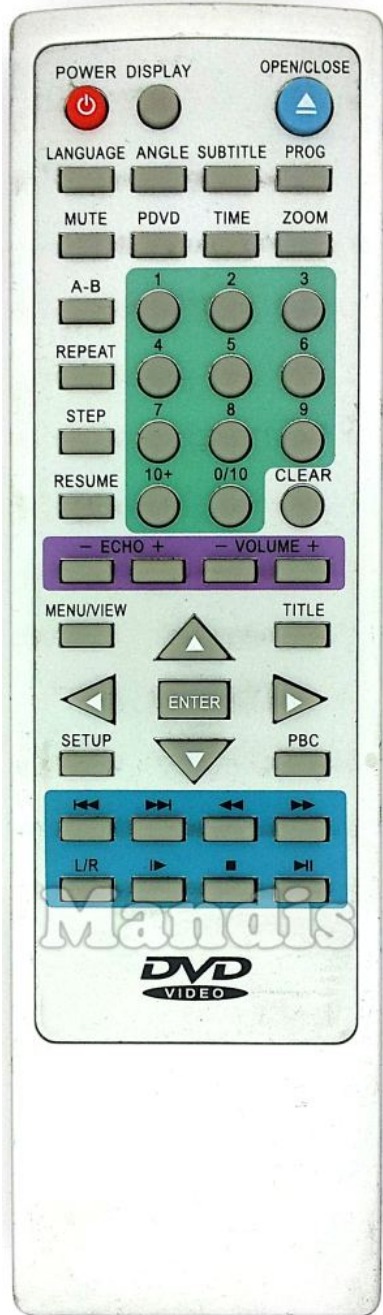 POWER DISPLAY OPEN/CLOSE
LANGUAGE ANGLE SUBTITLE PROG
MUTE PDVD TIME ZOOM
A-B 1 2 3
REPEAT 4 5 6
STEP 7 8 9
RESUME 10+ 0/10 CLEAR
- ECHO + - VOLUME +
MENU/VIEW TITLE
ENTER
SETUP PBC
L/R
Mandis
DVD
VIDEO